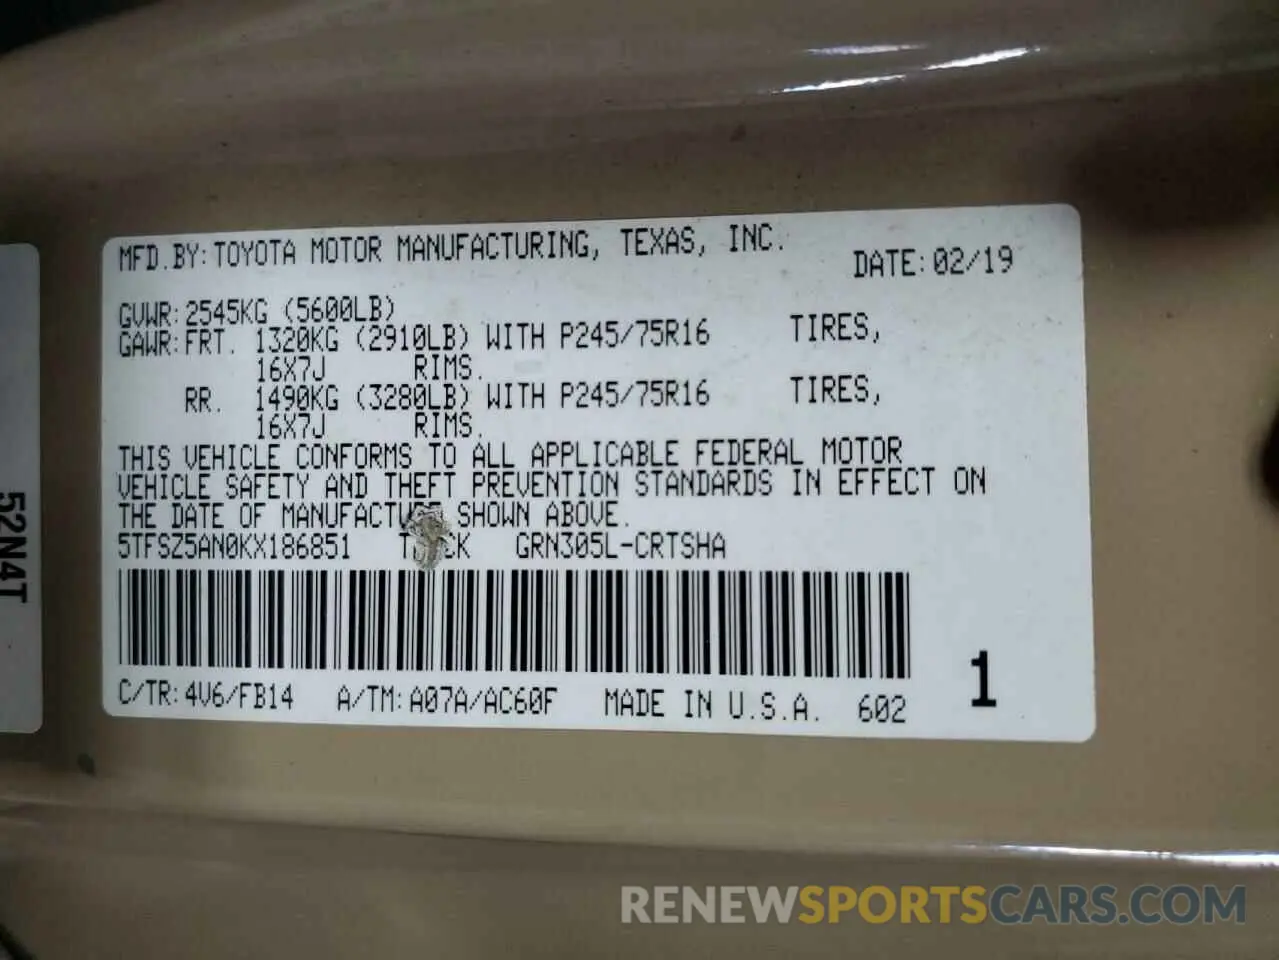 MFD.BY:TOYOTA MOTOR MANUFACTURING, TEXAS, INC.
DATE:02/19
GVWR:2545KG (5600LB)
GAWR:FRT. 1320KG (2910LB) WITH P245/75R16 TIRES,
16X7J RIMS.
RR. 1490KG (3280LB) WITH P245/75R16 TIRES,
16X7J RIMS.
THIS VEHICLE CONFORMS TO ALL APPLICABLE FEDERAL MOTOR
VEHICLE SAFETY AND THEFT PREVENTION STANDARDS IN EFFECT ON
THE DATE OF MANUFACTURE SHOWN ABOVE.
5TFSZ5AN0KX186851 TRUCK GRN305L-CRTSHA
C/TR:4V6/FB14 A/TM:A07A/AC60F MADE IN U.S.A. 602
1
52N4T
RENEWSPORTSCARS.COM